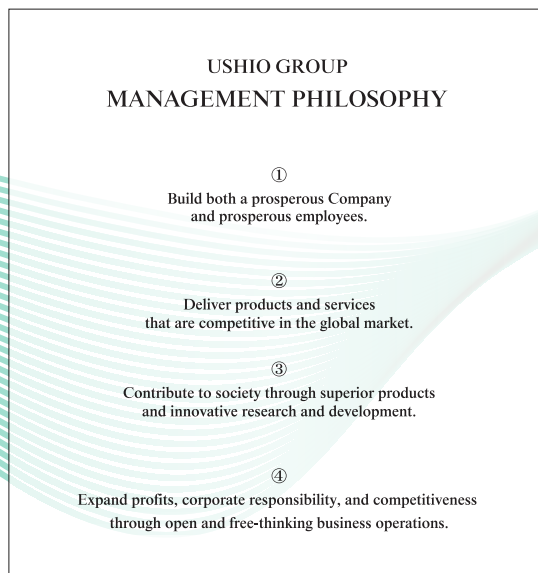 USHIO GROUP
MANAGEMENT PHILOSOPHY
①
Build both a prosperous Company
and prosperous employees.
②
Deliver products and services
that are competitive in the global market.
③
Contribute to society through superior products
and innovative research and development.
④
Expand profits, corporate responsibility, and competitiveness
through open and free-thinking business operations.